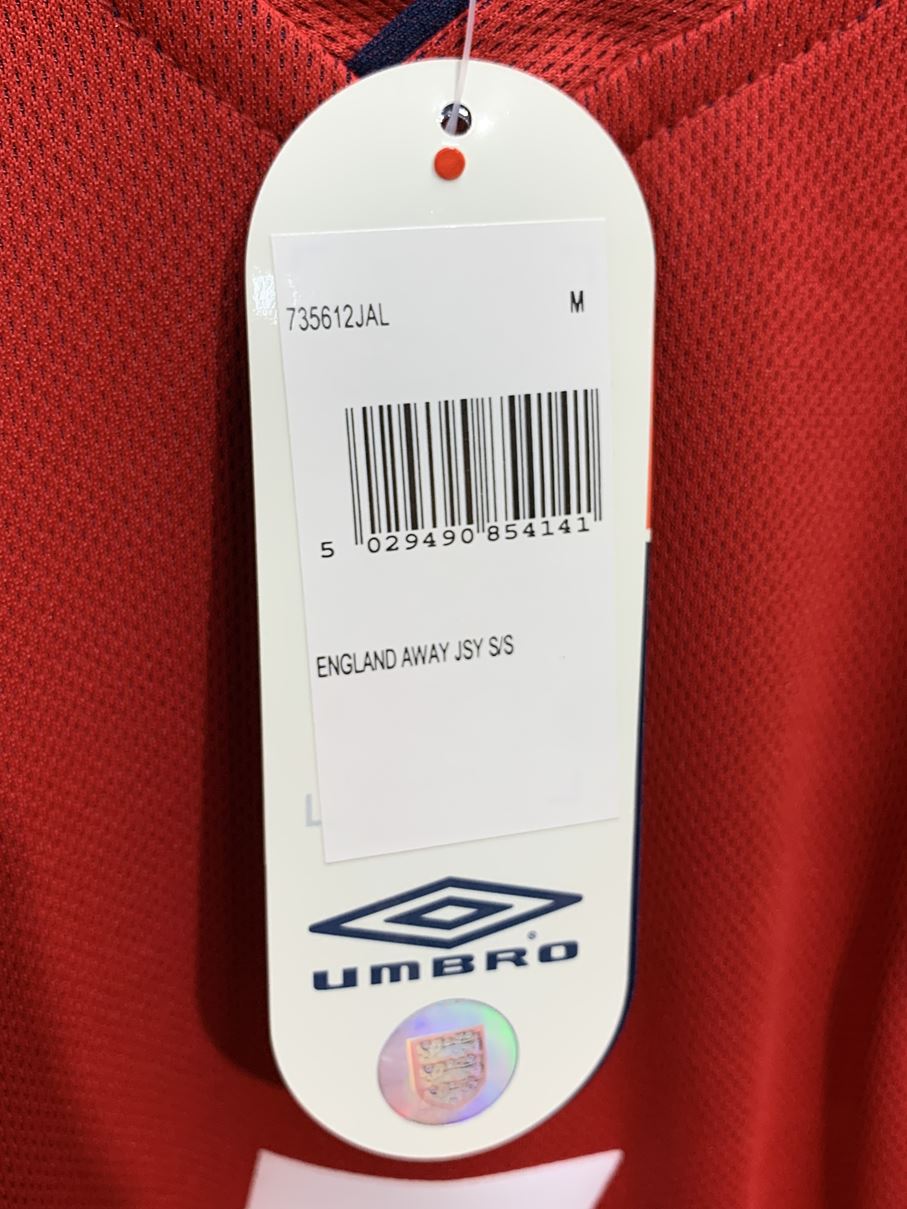 735612JAL M
5 029490 854141
ENGLAND AWAY JSY S/S
L
UMBRO®